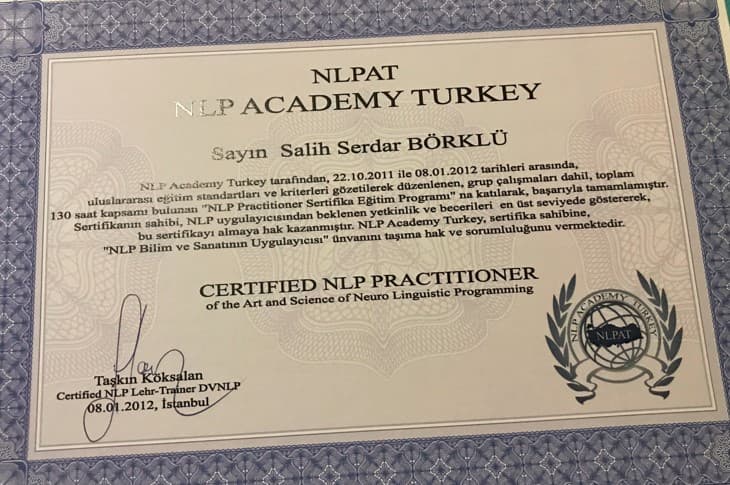 NLPAT
NLP ACADEMY TURKEY
Sayın Salih Serdar BÖRKLÜ
NLP Academy Turkey tarafından, 22.10.2011 ile 08.01.2012 tarihleri arasında,
uluslararası eğitim standartları ve kriterleri gözetilerek düzenlenen, grup çalışmaları dahil, toplam
130 saat kapsamı bulunan "NLP Practitioner Sertifika Eğitim Programı" na katılarak, başarıyla tamamlamıştır.
Sertifikanın sahibi, NLP uygulayıcısından beklenen yetkinlik ve becerileri en üst seviyede göstererek,
bu sertifikayı almaya hak kazanmıştır. NLP Academy Turkey, sertifika sahibine,
"NLP Bilim ve Sanatının Uygulayıcısı" ünvanını taşıma hak ve sorumluluğunu vermektedir.
CERTIFIED NLP PRACTITIONER
of the Art and Science of Neuro Linguistic Programming
NLP ACADEMY TURKEY
NLPAT
Taşkın Köksalan
Certified NLP Lehr-Trainer DVNLP
08.01.2012, İstanbul